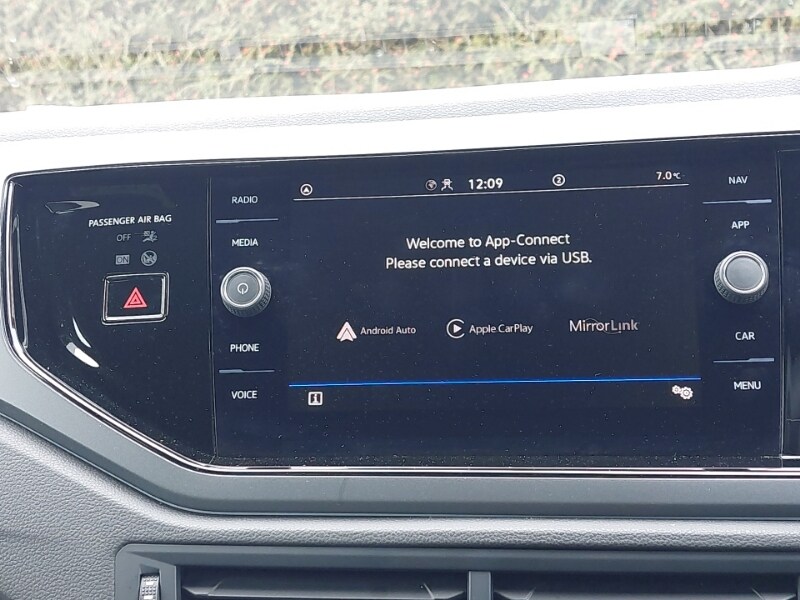 PASSENGER AIR BAG
OFF
ON
RADIO
MEDIA
PHONE
VOICE
12:09
2
7.0°C
Welcome to App-Connect
Please connect a device via USB.
Android Auto
Apple CarPlay
MirrorLink
i
NAV
APP
CAR
MENU